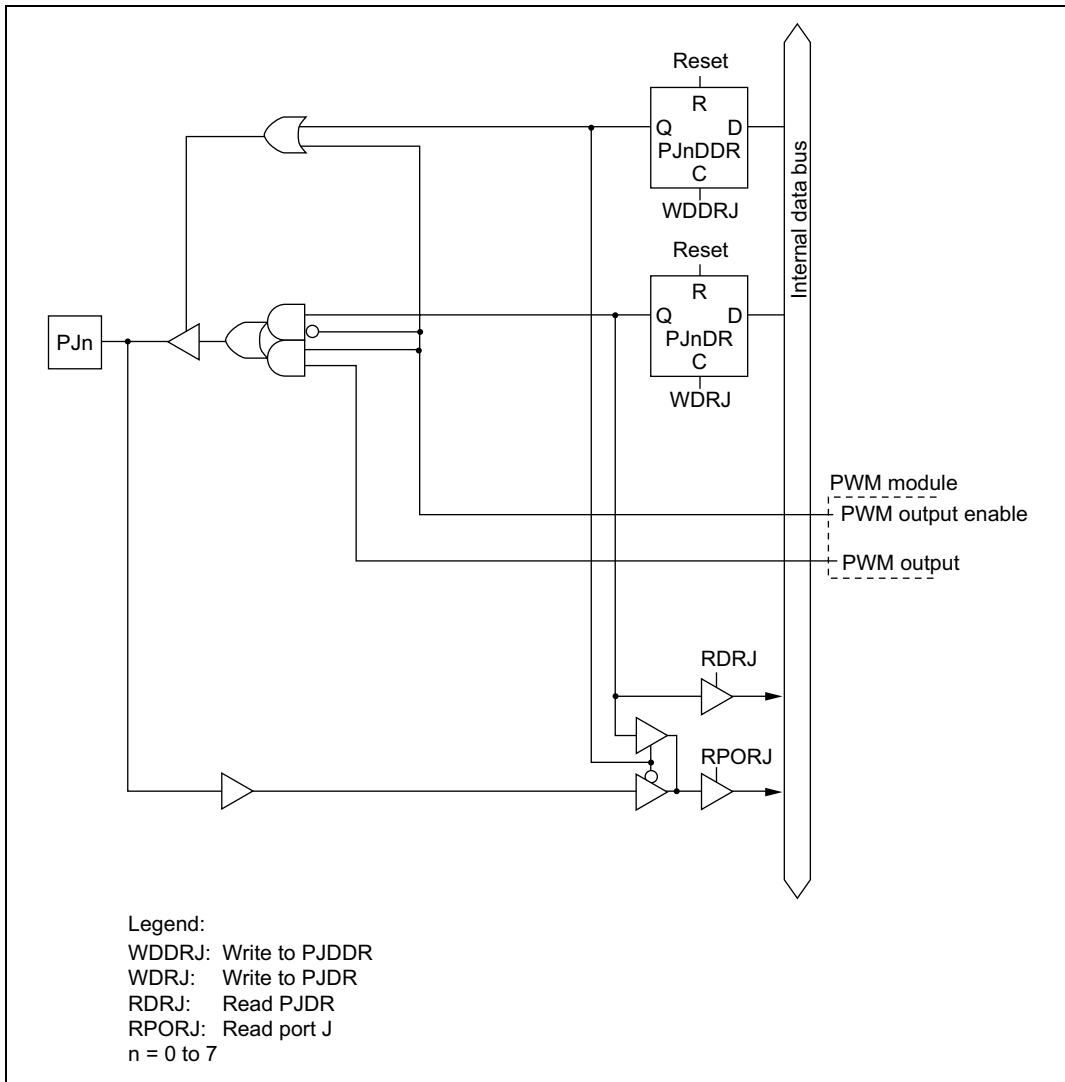 Reset
R
Q D
PJnDDR
C
WDDRJ
Internal data bus
Reset
R
Q D
PJnDR
C
WDRJ
PJn
PWM module
PWM output enable
PWM output
RDRJ
RPORJ
Legend:
WDDRJ: Write to PJDDR
WDRJ: Write to PJDR
RDRJ: Read PJDR
RPORJ: Read port J
n = 0 to 7